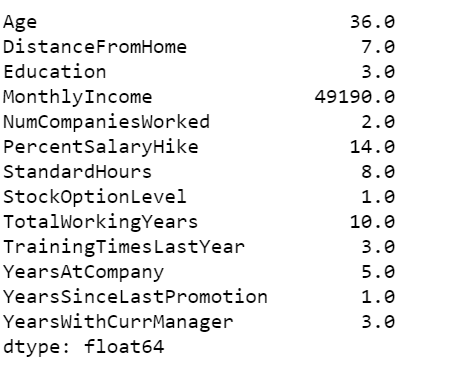 Age 36.0
DistanceFromHome 7.0
Education 3.0
MonthlyIncome 49190.0
NumCompaniesWorked 2.0
PercentSalaryHike 14.0
StandardHours 8.0
StockOptionLevel 1.0
TotalWorkingYears 10.0
TrainingTimesLastYear 3.0
YearsAtCompany 5.0
YearsSinceLastPromotion 1.0
YearsWithCurrManager 3.0
dtype: float64